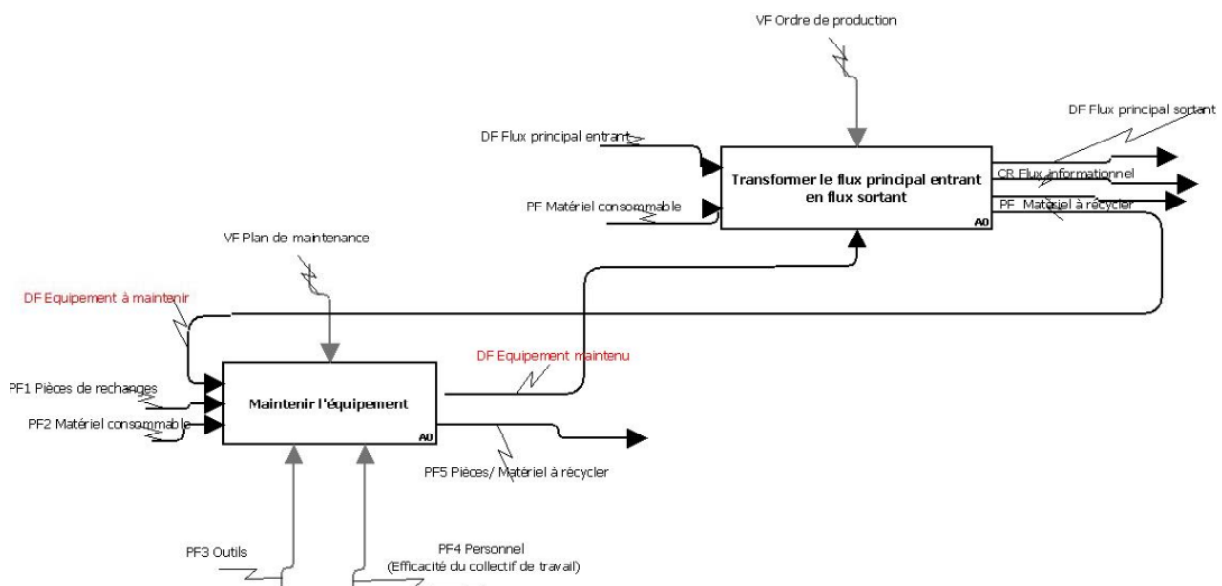 VF Ordre de production
DF Flux principal sortant
DF Flux principal entrant
Transformer le flux principal entrant
en flux sortant
A0
CR Flux informationnel
PF Matériel consommable
PF Matériel à récycler
VF Plan de maintenance
DF Equipement à maintenir
DF Equipement maintenu
PF1 Pièces de rechanges
PF2 Matériel consommable
Maintenir l'équipement
A0
PF5 Pièces/ Matériel à récycler
PF3 Outils
PF4 Personnel
(Efficacité du collectif de travail)